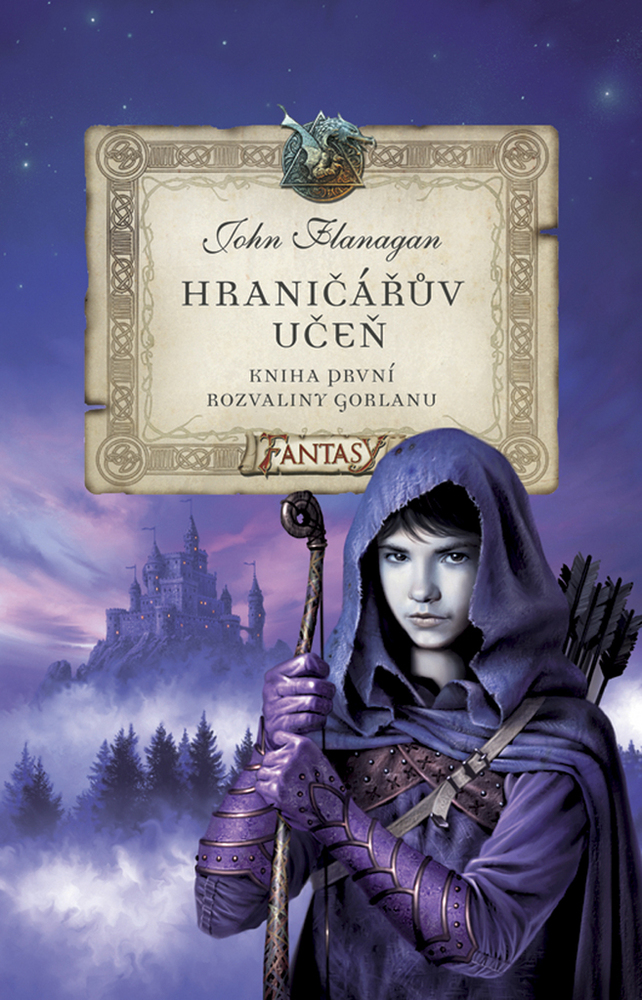 John Flanagan
HRANIČÁŘŮV
UČEŇ
KNIHA PRVNÍ
ROZVALINY GORLANU
FANTASY